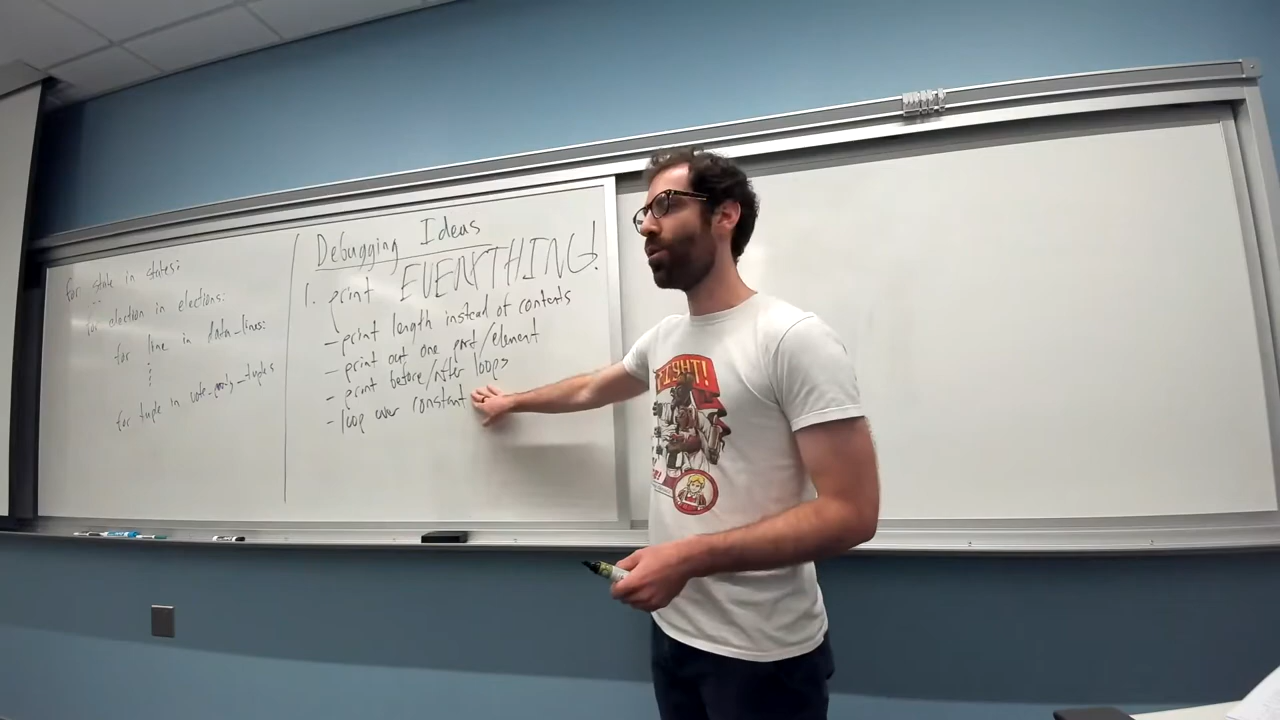 for state in states:
for election in elections:
for line in data_lines:
for tuple in vote_party_tuples
Debugging Ideas
1. print EVERYTHING!
- print length instead of contents
- print out one part/element
- print before/after loops
- loop over constant
FIGHT!